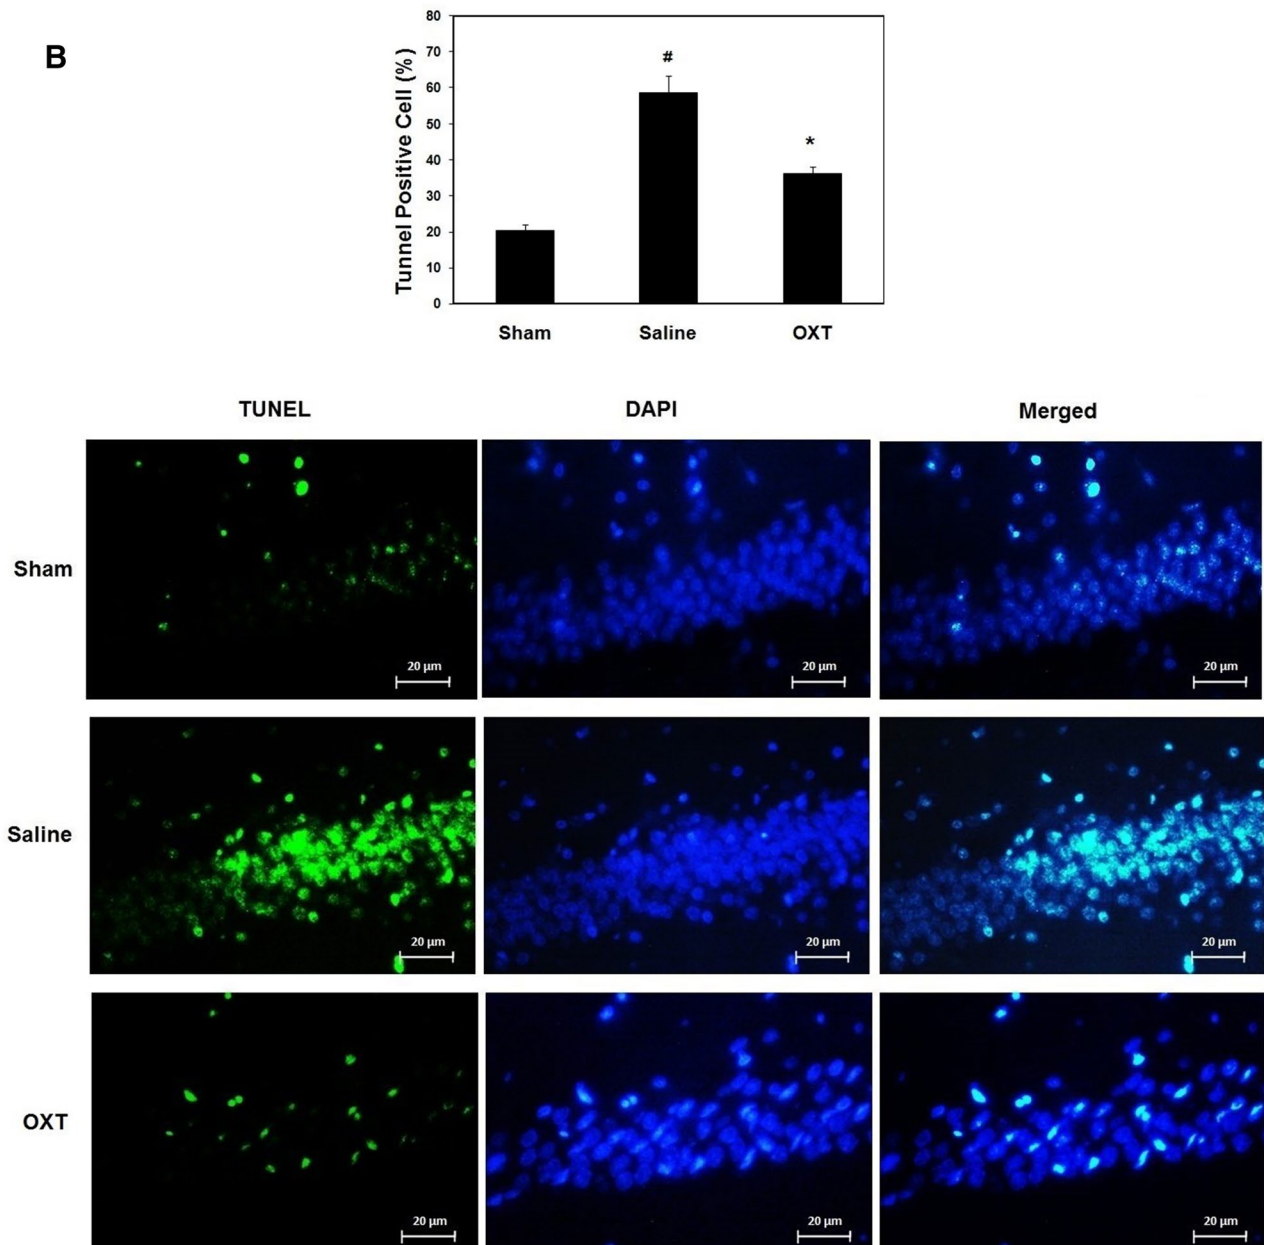 B
Tunnel Positive Cell (%)
80
70
60
50
40
30
20
10
0
#
*
Sham
Saline
OXT
TUNEL
DAPI
Merged
Sham
20 µm
20 µm
20 µm
Saline
20 µm
20 µm
20 µm
OXT
20 µm
20 µm
20 µm